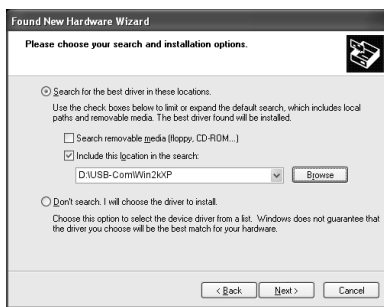 Found New Hardware Wizard
Please choose your search and installation options.
Search for the best driver in these locations.
Use the check boxes below to limit or expand the default search, which includes local
paths and removable media. The best driver found will be installed.
Search removable media (floppy, CD-ROM...)
Include this location in the search:
D:\USB-Com\Win2kXP
Browse
Don't search. I will choose the driver to install.
Choose this option to select the device driver from a list. Windows does not guarantee that
the driver you choose will be the best match for your hardware.
< Back Next > Cancel